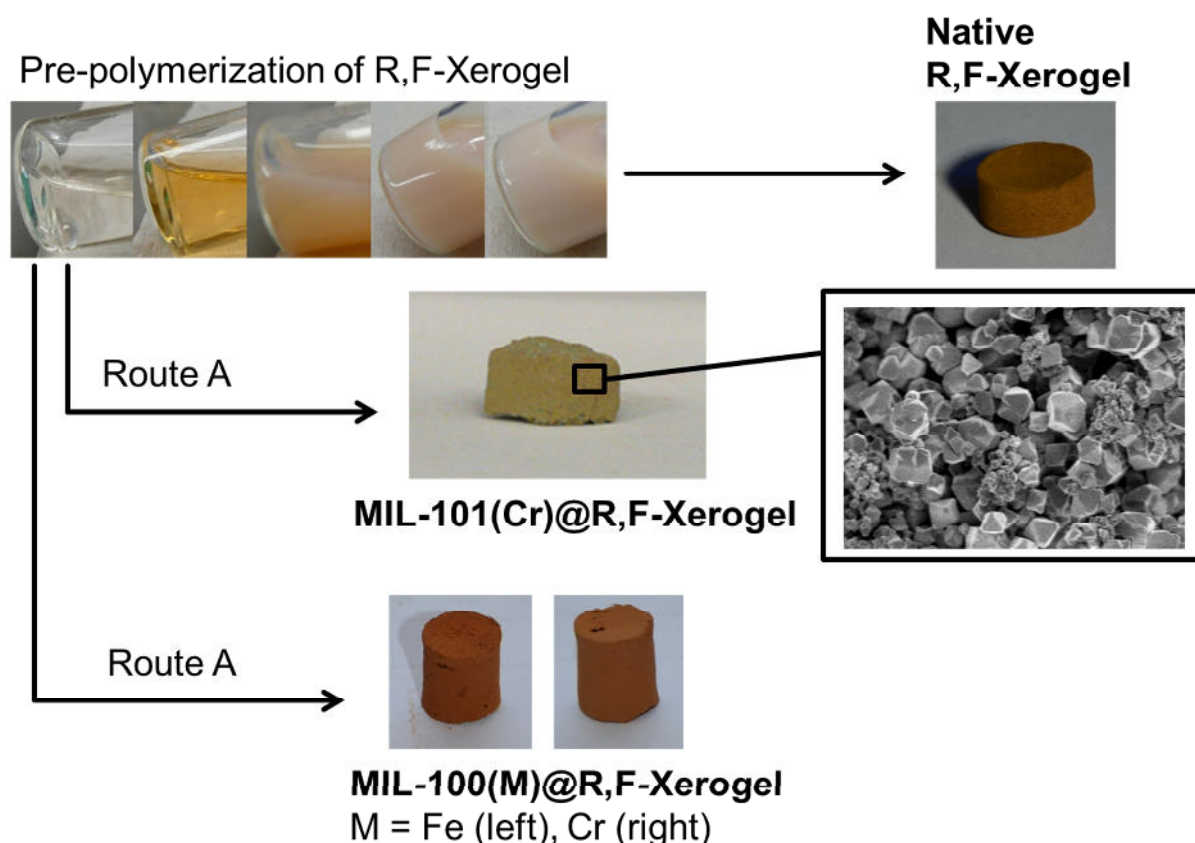 Native
R,F-Xerogel
Pre-polymerization of R,F-Xerogel
Route A
MIL-101(Cr)@R,F-Xerogel
Route A
MIL-100(M)@R,F-Xerogel
M = Fe (left), Cr (right)